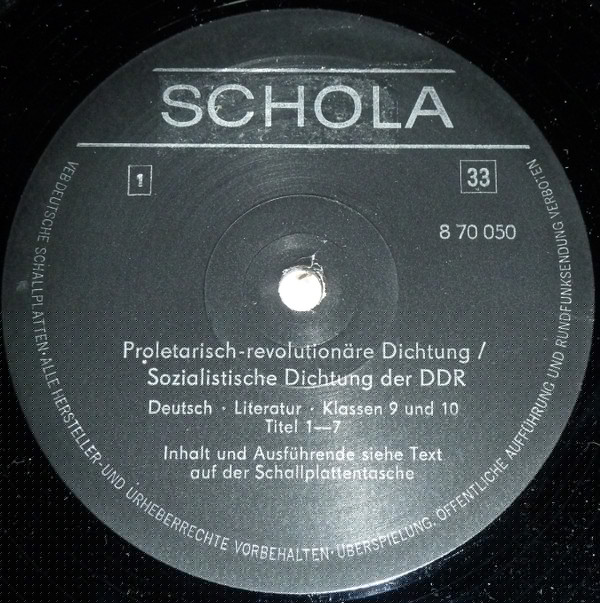 SCHOLA
1
33
8 70 050
Proletarisch-revolutionäre Dichtung /
Sozialistische Dichtung der DDR
Deutsch · Literatur · Klassen 9 und 10
Titel 1—7
Inhalt und Ausführende siehe Text
auf der Schallplattentasche
VEB DEUTSCHE SCHALLPLATTEN · ALLE HERSTELLER- UND URHEBERRECHTE VORBEHALTEN · ÜBERSPIELUNG, ÖFFENTLICHE AUFFÜHRUNG UND RUNDFUNKSENDUNG VERBOTEN